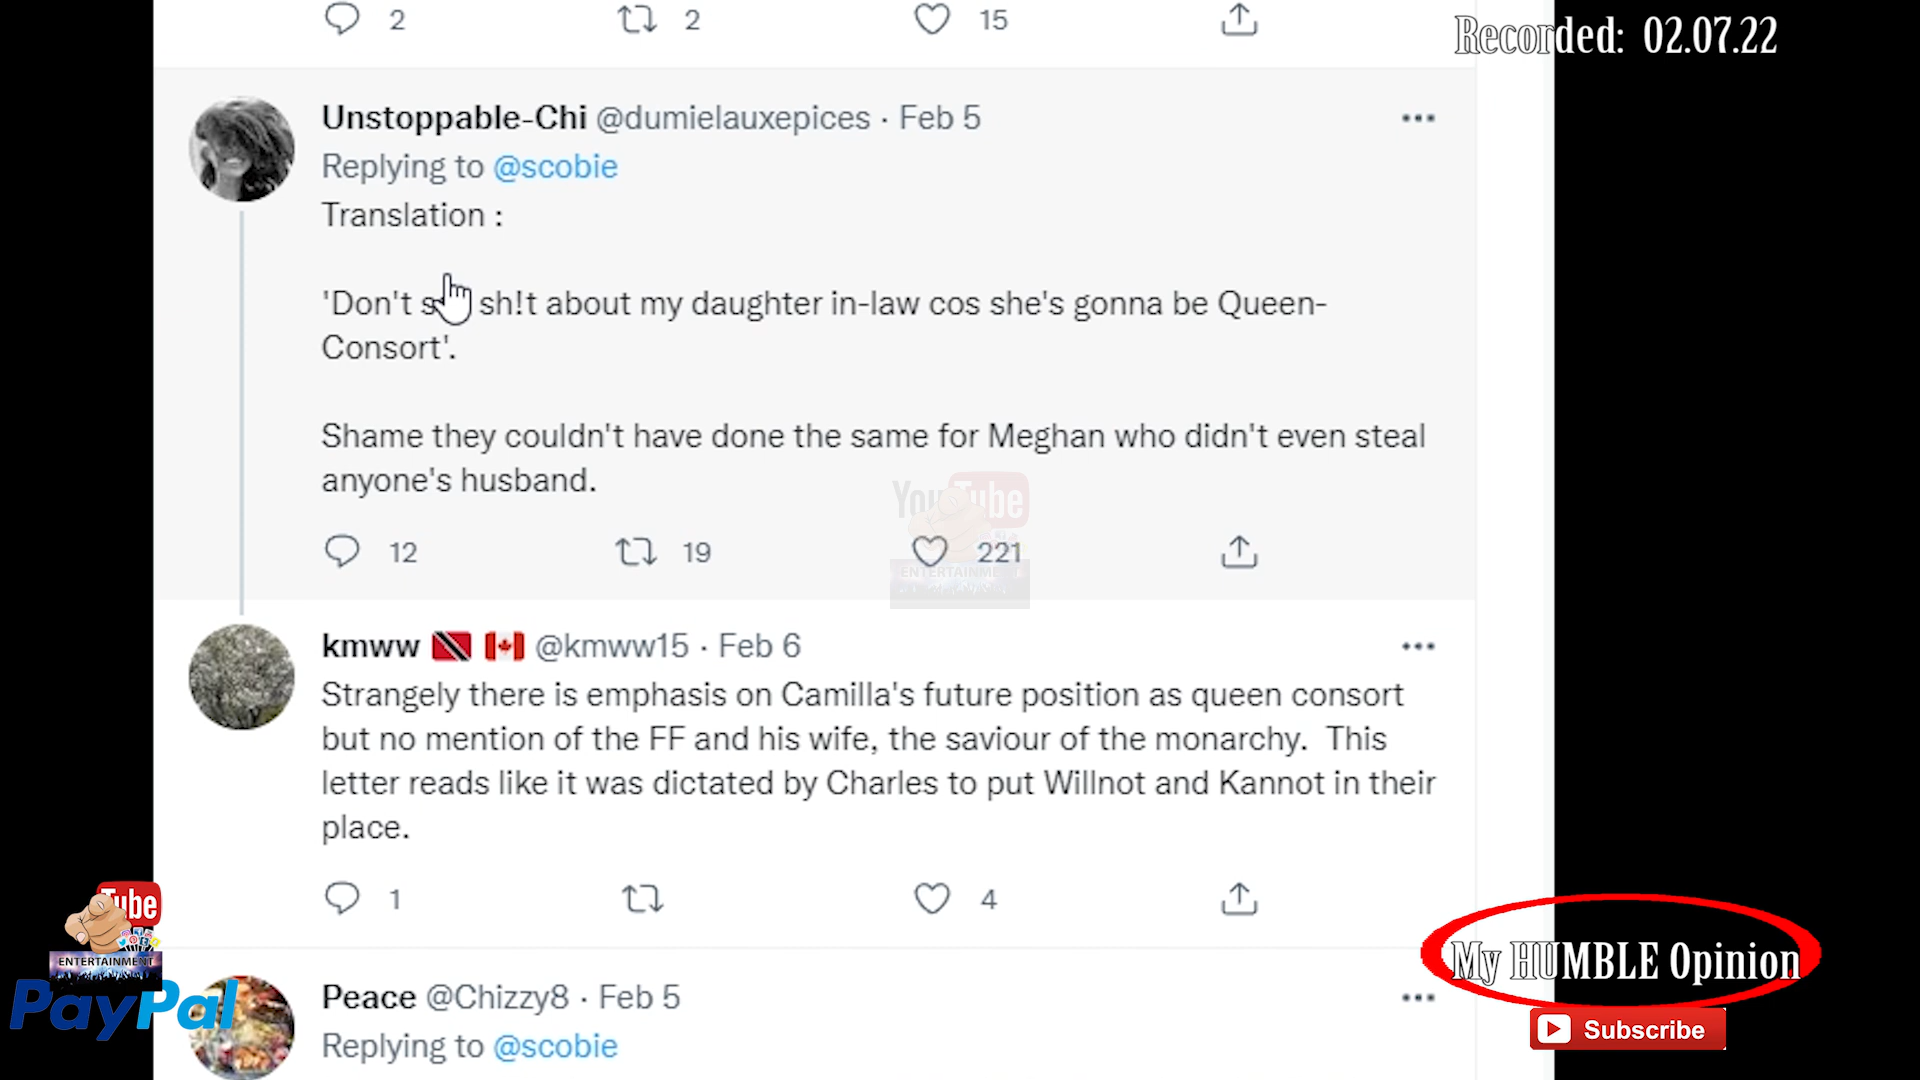 2 2 15
Recorded: 02.07.22
Unstoppable-Chi @dumielauxepices · Feb 5
Replying to @scobie
Translation :
'Don't s sh!t about my daughter in-law cos she's gonna be Queen-
Consort'.
Shame they couldn't have done the same for Meghan who didn't even steal
anyone's husband.
YouTube
12 19 221
ENTERTAINMENT
kmww @kmww15 · Feb 6
Strangely there is emphasis on Camilla's future position as queen consort
but no mention of the FF and his wife, the saviour of the monarchy. This
letter reads like it was dictated by Charles to put Willnot and Kannot in their
place.
1 4
Tube
ENTERTAINMENT
PayPal
My HUMBLE Opinion
Subscribe
Peace @Chizzy8 · Feb 5
Replying to @scobie